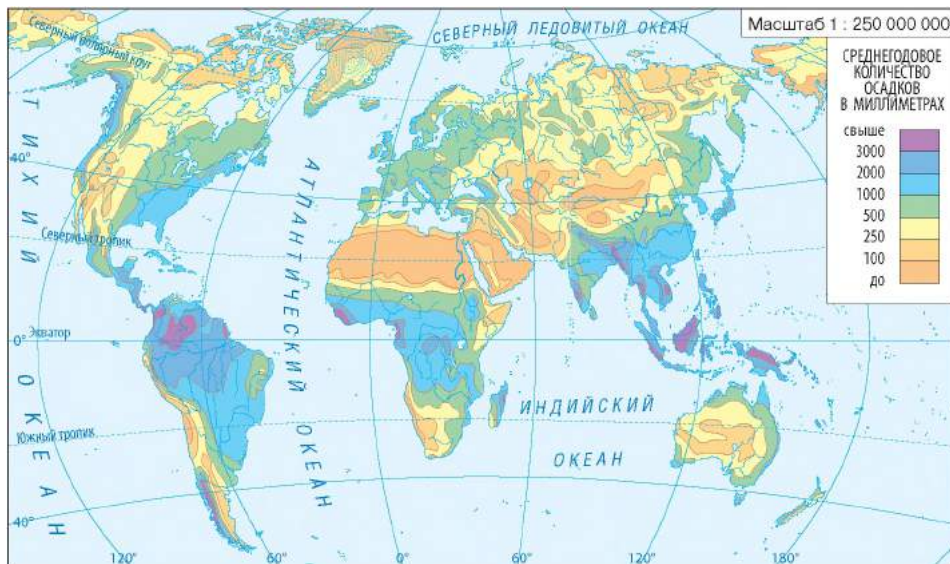 СЕВЕРНЫЙ ЛЕДОВИТЫЙ ОКЕАН
Масштаб 1 : 250 000 000
СРЕДНЕГОДОВОЕ
КОЛИЧЕСТВО
ОСАДКОВ
В МИЛЛИМЕТРАХ
свыше
3000
2000
1000
500
250
100
до
Северный полярный круг
ТИХИЙ ОКЕАН
АТЛАНТИЧЕСКИЙ ОКЕАН
40°
Северный тропик
Экватор
0°
ИНДИЙСКИЙ
ОКЕАН
Южный тропик
40°
120°
60°
0°
60°
120°
180°